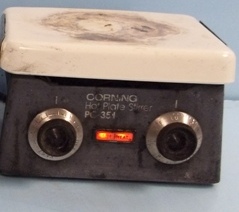 CORNING
Hot Plate Stirrer
PC 351